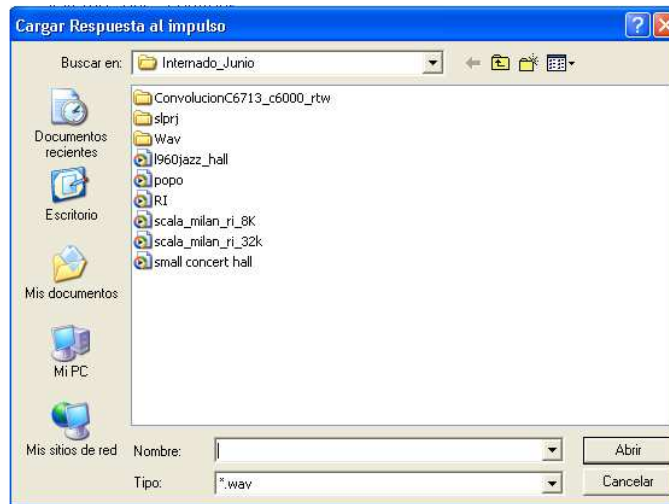 Cargar Respuesta al impulso
Buscar en: Internado_Junio
Documentos recientes
Escritorio
Mis documentos
Mi PC
Mis sitios de red
ConvolucionC6713_c6000_rtw
slprj
Wav
l960jazz_hall
popo
RI
scala_milan_ri_8K
scala_milan_ri_32k
small concert hall
Nombre:
Abrir
Tipo: *.wav
Cancelar